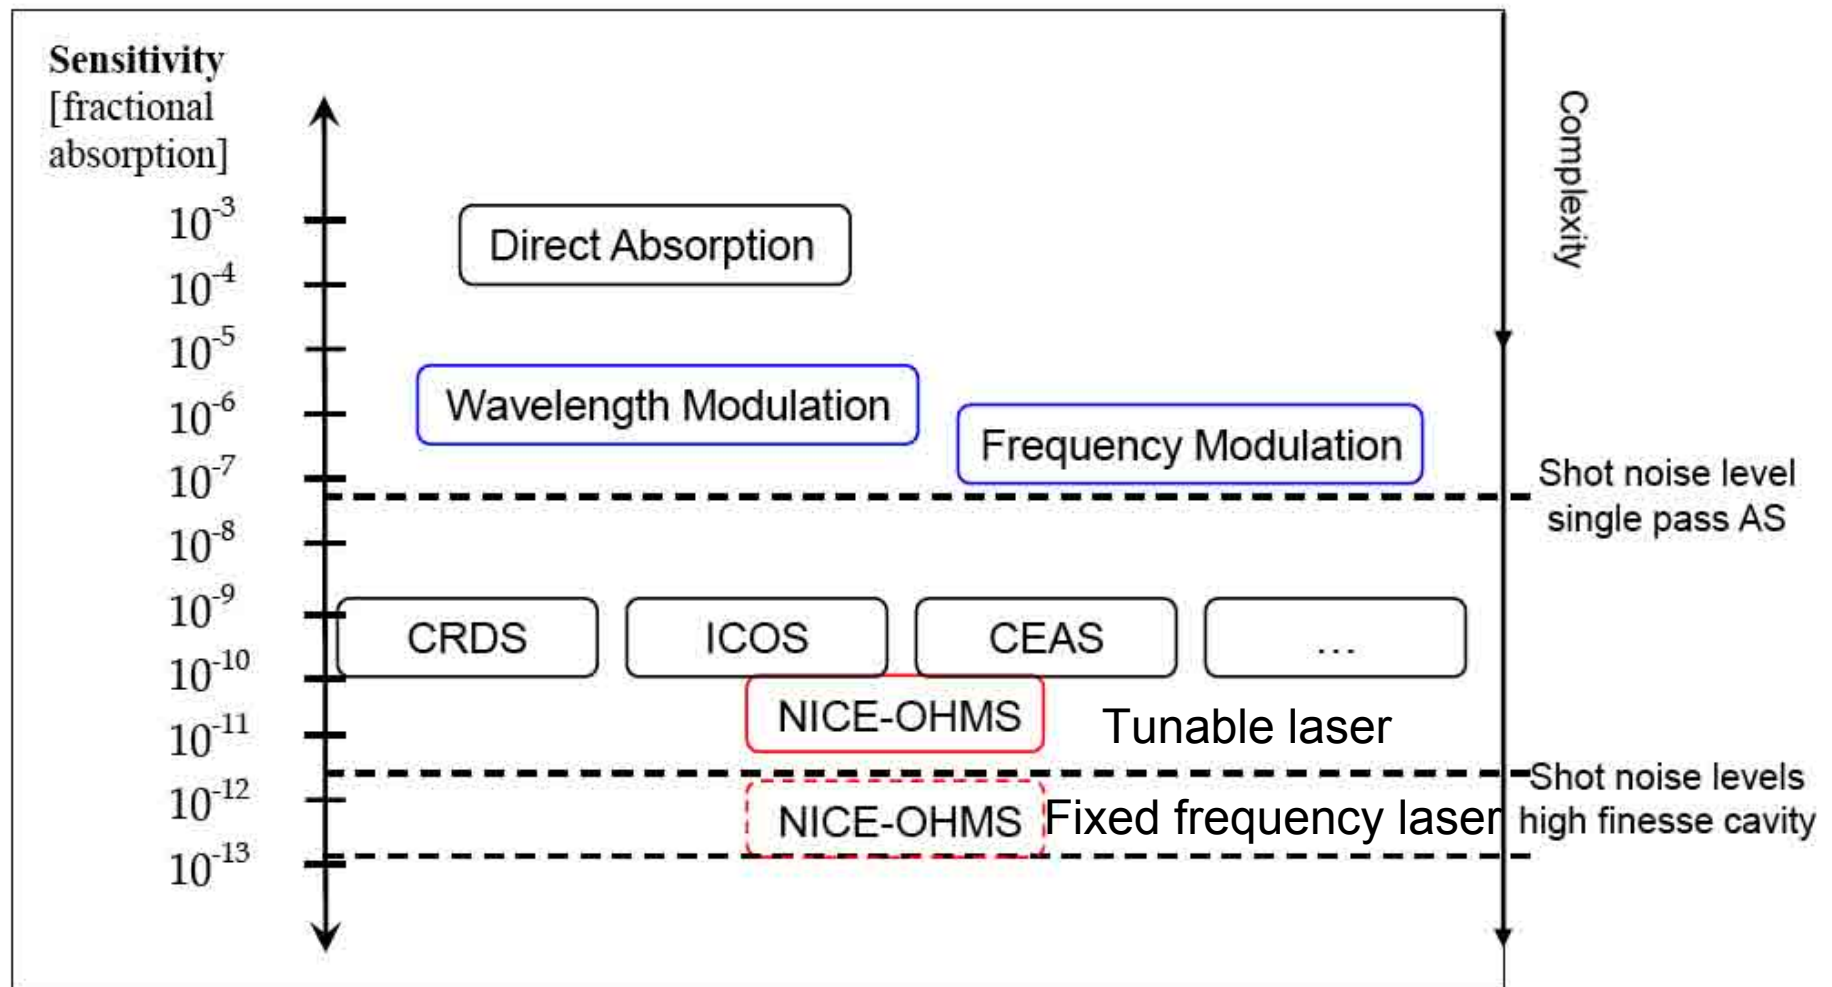 Sensitivity
[fractional
absorption]
Complexity
10⁻³
Direct Absorption
10⁻⁴
10⁻⁵
Wavelength Modulation
10⁻⁶
Frequency Modulation
10⁻⁷
Shot noise level
single pass AS
10⁻⁸
10⁻⁹
CRDS ICOS CEAS ...
10⁻¹⁰
NICE-OHMS Tunable laser
10⁻¹¹
Shot noise levels
high finesse cavity
10⁻¹²
NICE-OHMS Fixed frequency laser
10⁻¹³